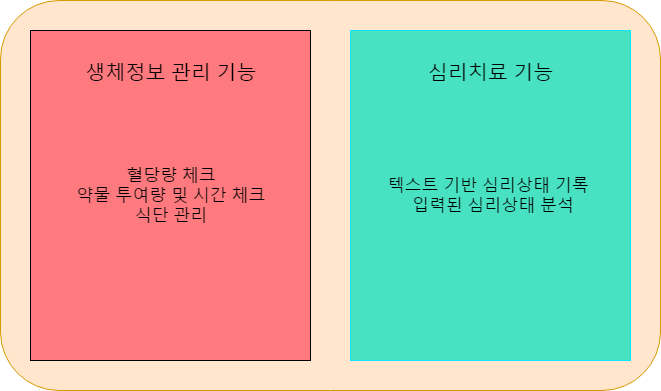 생체정보 관리 기능
혈당량 체크
약물 투여량 및 시간 체크
식단 관리
심리치료 기능
텍스트 기반 심리상태 기록
입력된 심리상태 분석